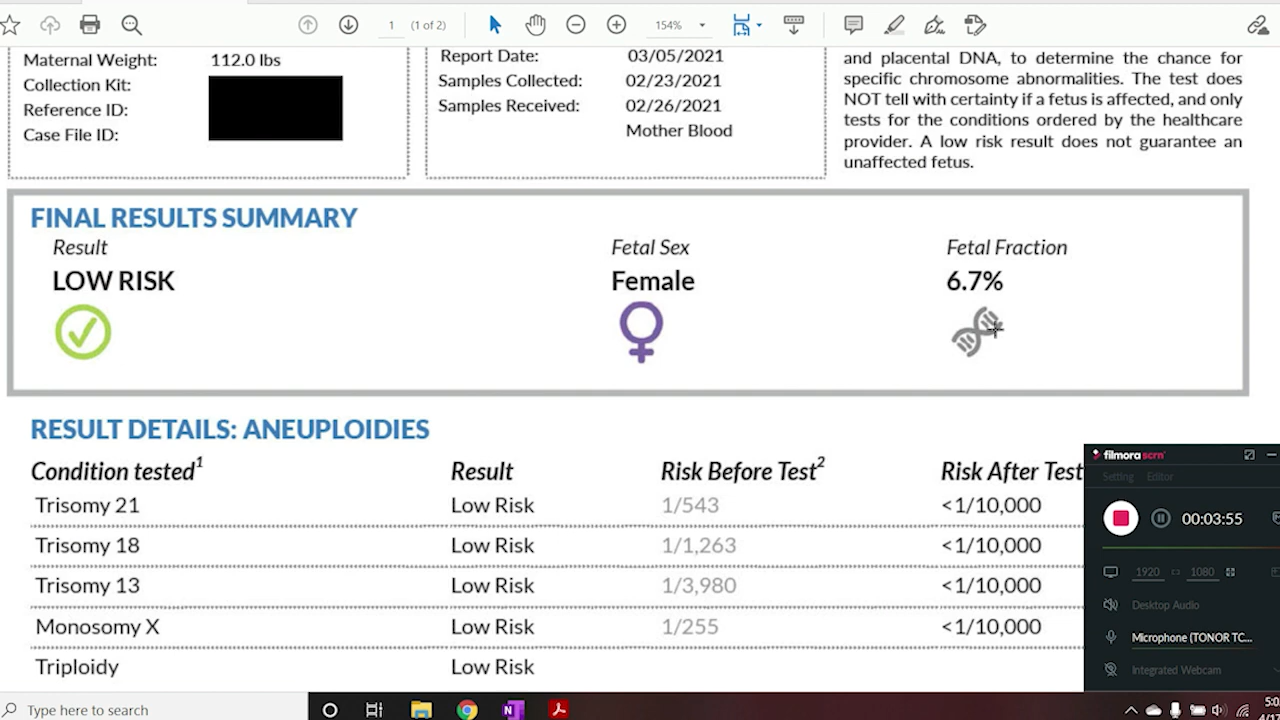 1 (1 of 2) 154%
Maternal Weight: 112.0 lbs
Collection Kit:
Reference ID:
Case File ID:
Report Date: 03/05/2021
Samples Collected: 02/23/2021
Samples Received: 02/26/2021
Mother Blood
and placental DNA, to determine the chance for
specific chromosome abnormalities. The test does
NOT tell with certainty if a fetus is affected, and only
tests for the conditions ordered by the healthcare
provider. A low risk result does not guarantee an
unaffected fetus.
FINAL RESULTS SUMMARY
Result Fetal Sex Fetal Fraction
LOW RISK Female 6.7%
RESULT DETAILS: ANEUPLOIDIES
Condition tested1 Result Risk Before Test2 Risk After Test
Trisomy 21 Low Risk 1/543 <1/10,000
Trisomy 18 Low Risk 1/1,263 <1/10,000
Trisomy 13 Low Risk 1/3,980 <1/10,000
Monosomy X Low Risk 1/255 <1/10,000
Triploidy Low Risk
filmora scrn
Setting Editor
00:03:55
1920 1080
Desktop Audio
Microphone (TONOR TC...
Integrated Webcam
Type here to search